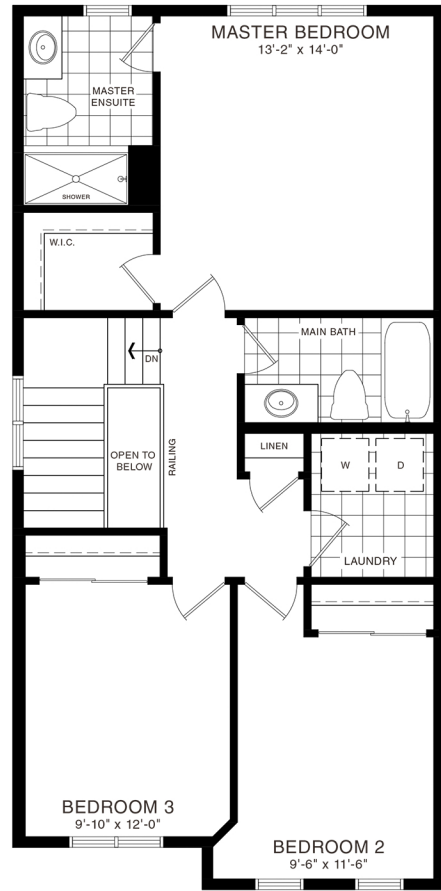 MASTER BEDROOM
13'-2" x 14'-0"
MASTER
ENSUITE
SHOWER
W.I.C.
MAIN BATH
DN
OPEN TO
BELOW
RAILING
LINEN
W
D
LAUNDRY
BEDROOM 3
9'-10" x 12'-0"
BEDROOM 2
9'-6" x 11'-6"